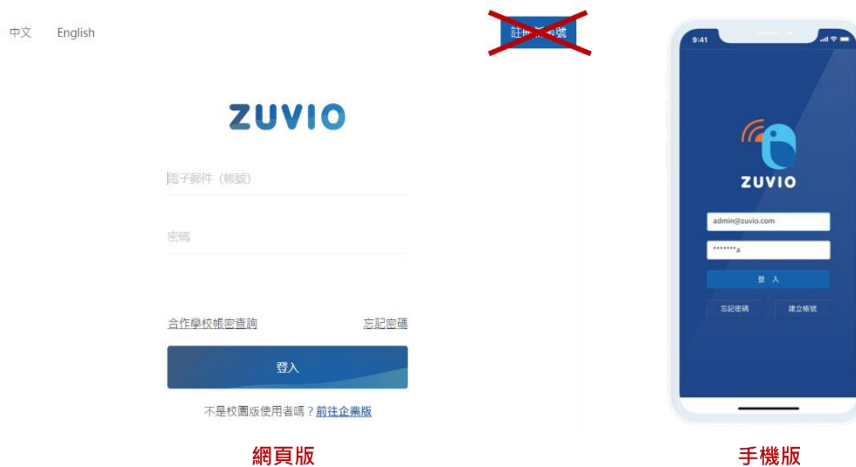 中文 English
ZUVIO
電子郵件 (帳號)
密碼
合作學校帳密查詢 忘記密碼
登入
不是校園版使用者嗎？前往企業版
網頁版
9:41
ZUVIO
admin@zuvio.com
*******a
登 入
忘記密碼 建立帳號
手機版